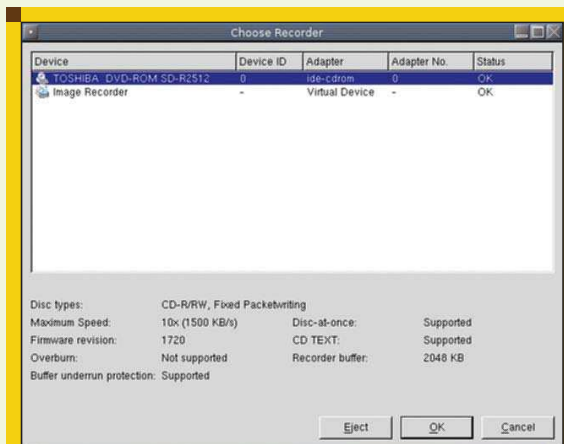 Choose Recorder
Device Device ID Adapter Adapter No. Status
TOSHIBA DVD-ROM SD-R2512 0 ide-cdrom 0 OK
Image Recorder - Virtual Device - OK
Disc types: CD-R/RW, Fixed Packetwriting
Maximum Speed: 10x (1500 KB/s) Disc-at-once: Supported
Firmware revision: 1720 CD TEXT: Supported
Overburn: Not supported Recorder buffer: 2048 KB
Buffer underrun protection: Supported
Eject OK Cancel